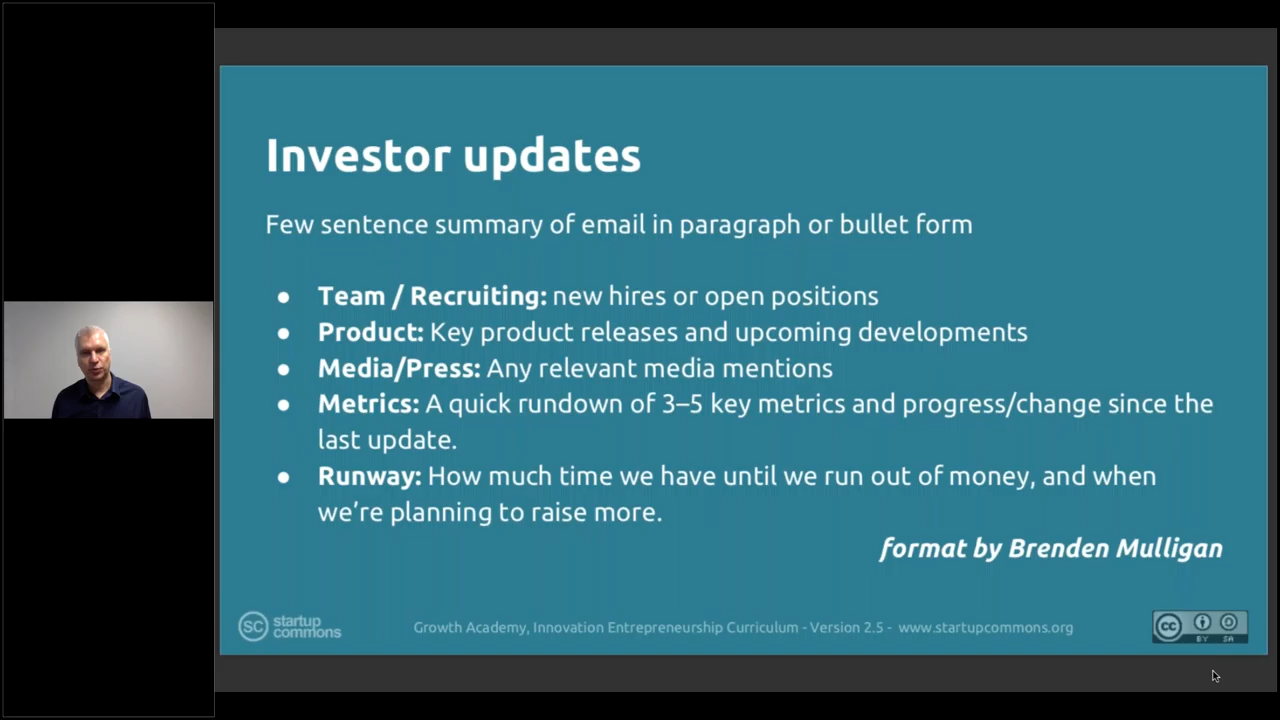 Investor updates
Few sentence summary of email in paragraph or bullet form
● Team / Recruiting: new hires or open positions
● Product: Key product releases and upcoming developments
● Media/Press: Any relevant media mentions
● Metrics: A quick rundown of 3–5 key metrics and progress/change since the
last update.
● Runway: How much time we have until we run out of money, and when
we’re planning to raise more.
format by Brenden Mulligan
SC startup
commons
Growth Academy, Innovation Entrepreneurship Curriculum - Version 2.5 - www.startupcommons.org
cc
BY SA